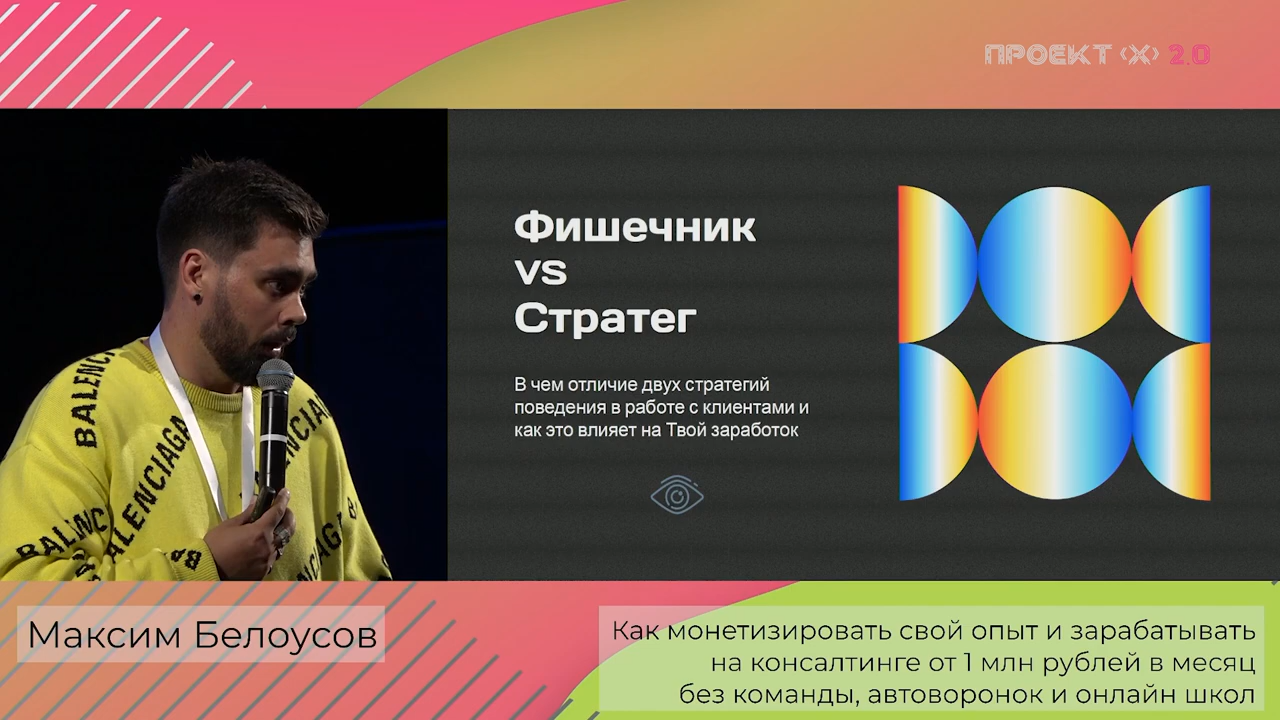 ПРОЕКТ ‹X› 2.0
Фишечник
VS
Стратег
В чем отличие двух стратегий
поведения в работе с клиентами и
как это влияет на Твой заработок
BALENCIAGA
BALENCIAGA
Максим Белоусов
Как монетизировать свой опыт и зарабатывать
на консалтинге от 1 млн рублей в месяц
без команды, автоворонок и онлайн школ